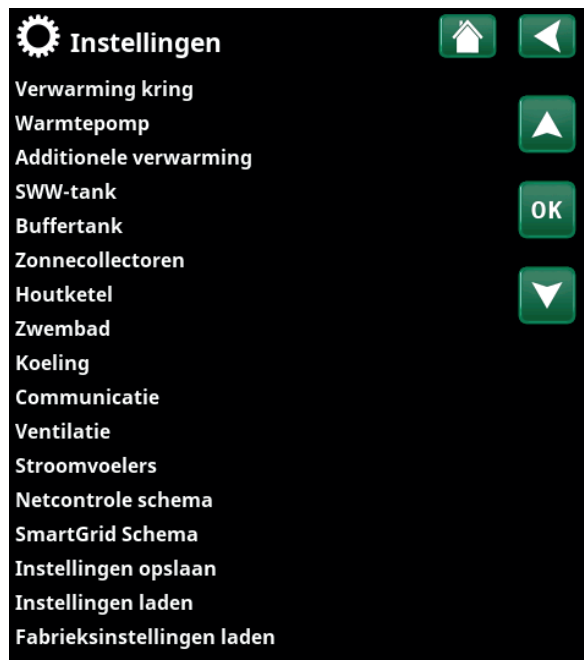 Instellingen
Verwarming kring
Warmtepomp
Additionele verwarming
SWW-tank
OK
Buffertank
Zonnecollectoren
Houtketel
Zwembad
Koeling
Communicatie
Ventilatie
Stroomvoelers
Netcontrole schema
SmartGrid Schema
Instellingen opslaan
Instellingen laden
Fabrieksinstellingen laden